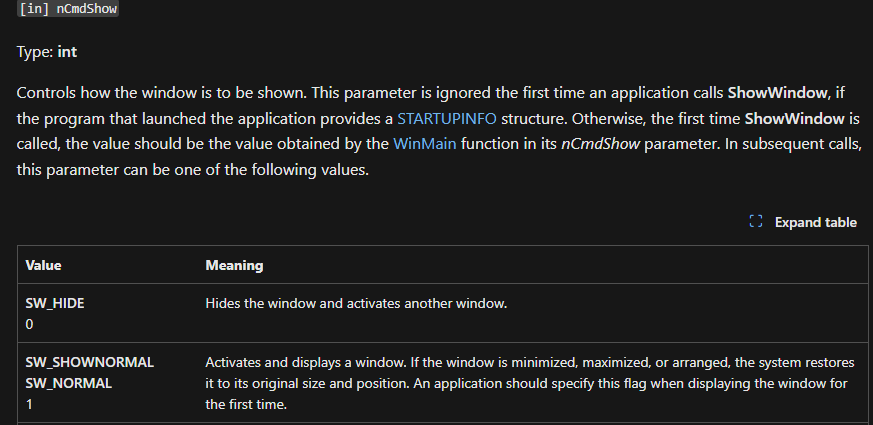 [in] nCmdShow
Type: int
Controls how the window is to be shown. This parameter is ignored the first time an application calls ShowWindow, if
the program that launched the application provides a STARTUPINFO structure. Otherwise, the first time ShowWindow is
called, the value should be the value obtained by the WinMain function in its nCmdShow parameter. In subsequent calls,
this parameter can be one of the following values.
Expand table
Value Meaning
SW_HIDE Hides the window and activates another window.
0
SW_SHOWNORMAL Activates and displays a window. If the window is minimized, maximized, or arranged, the system restores
SW_NORMAL it to its original size and position. An application should specify this flag when displaying the window for
1 the first time.